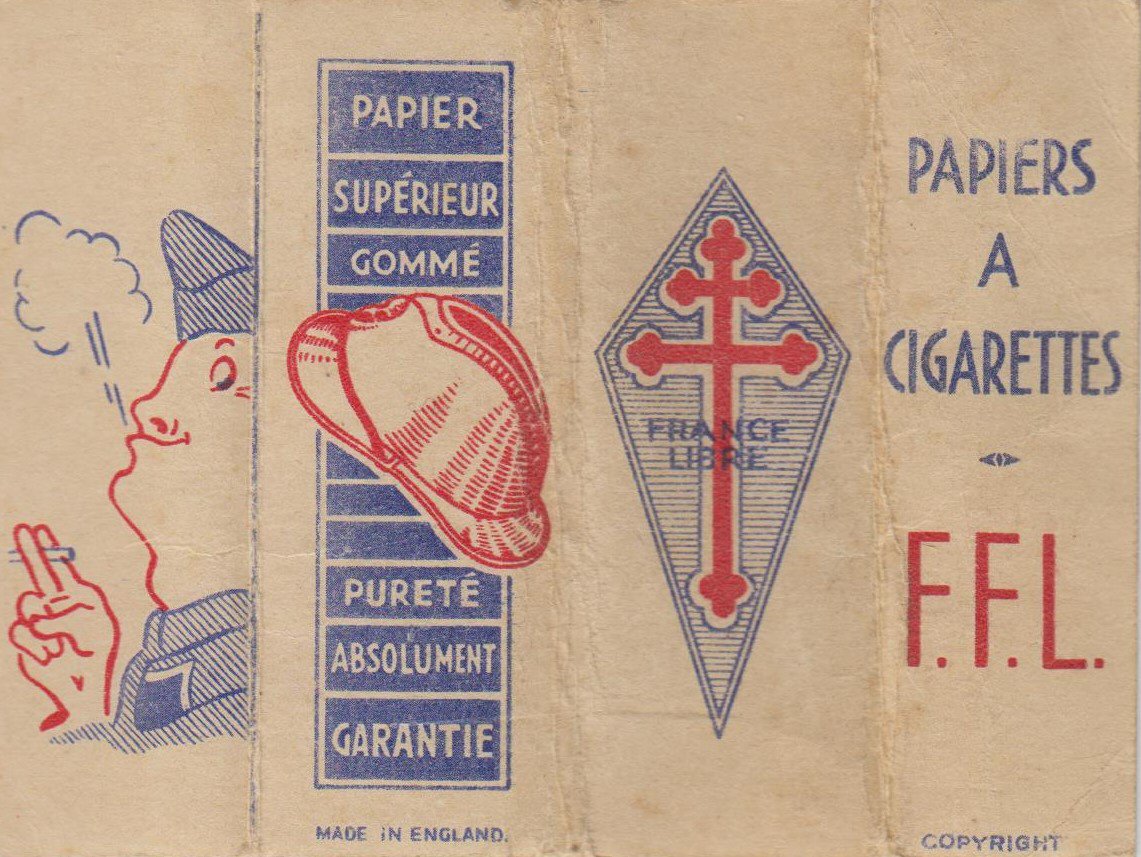 PAPIER
SUPÉRIEUR
GOMMÉ
PURETÉ
ABSOLUMENT
GARANTIE
MADE IN ENGLAND.
7
FRANCE
LIBRE
PAPIERS
A
CIGARETTES
F.F.L.
COPYRIGHT